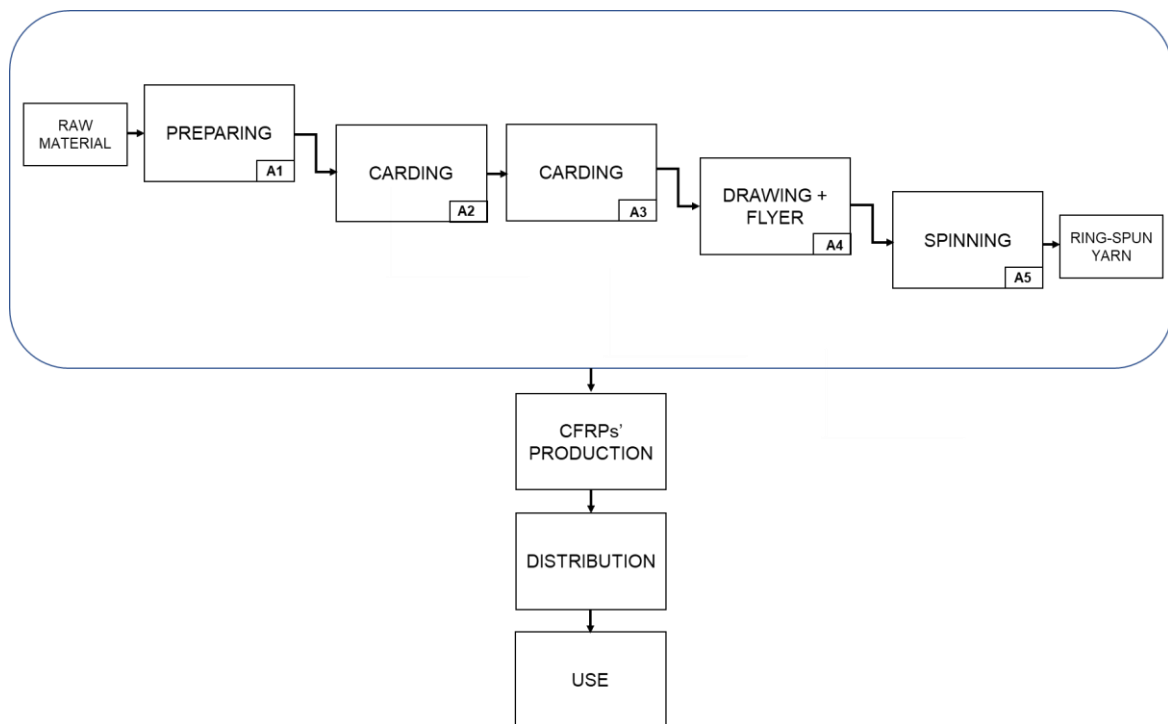 RAW
MATERIAL
PREPARING
A1
CARDING
A2
CARDING
A3
DRAWING +
FLYER
A4
SPINNING
A5
RING-SPUN
YARN
CFRPs'
PRODUCTION
DISTRIBUTION
USE